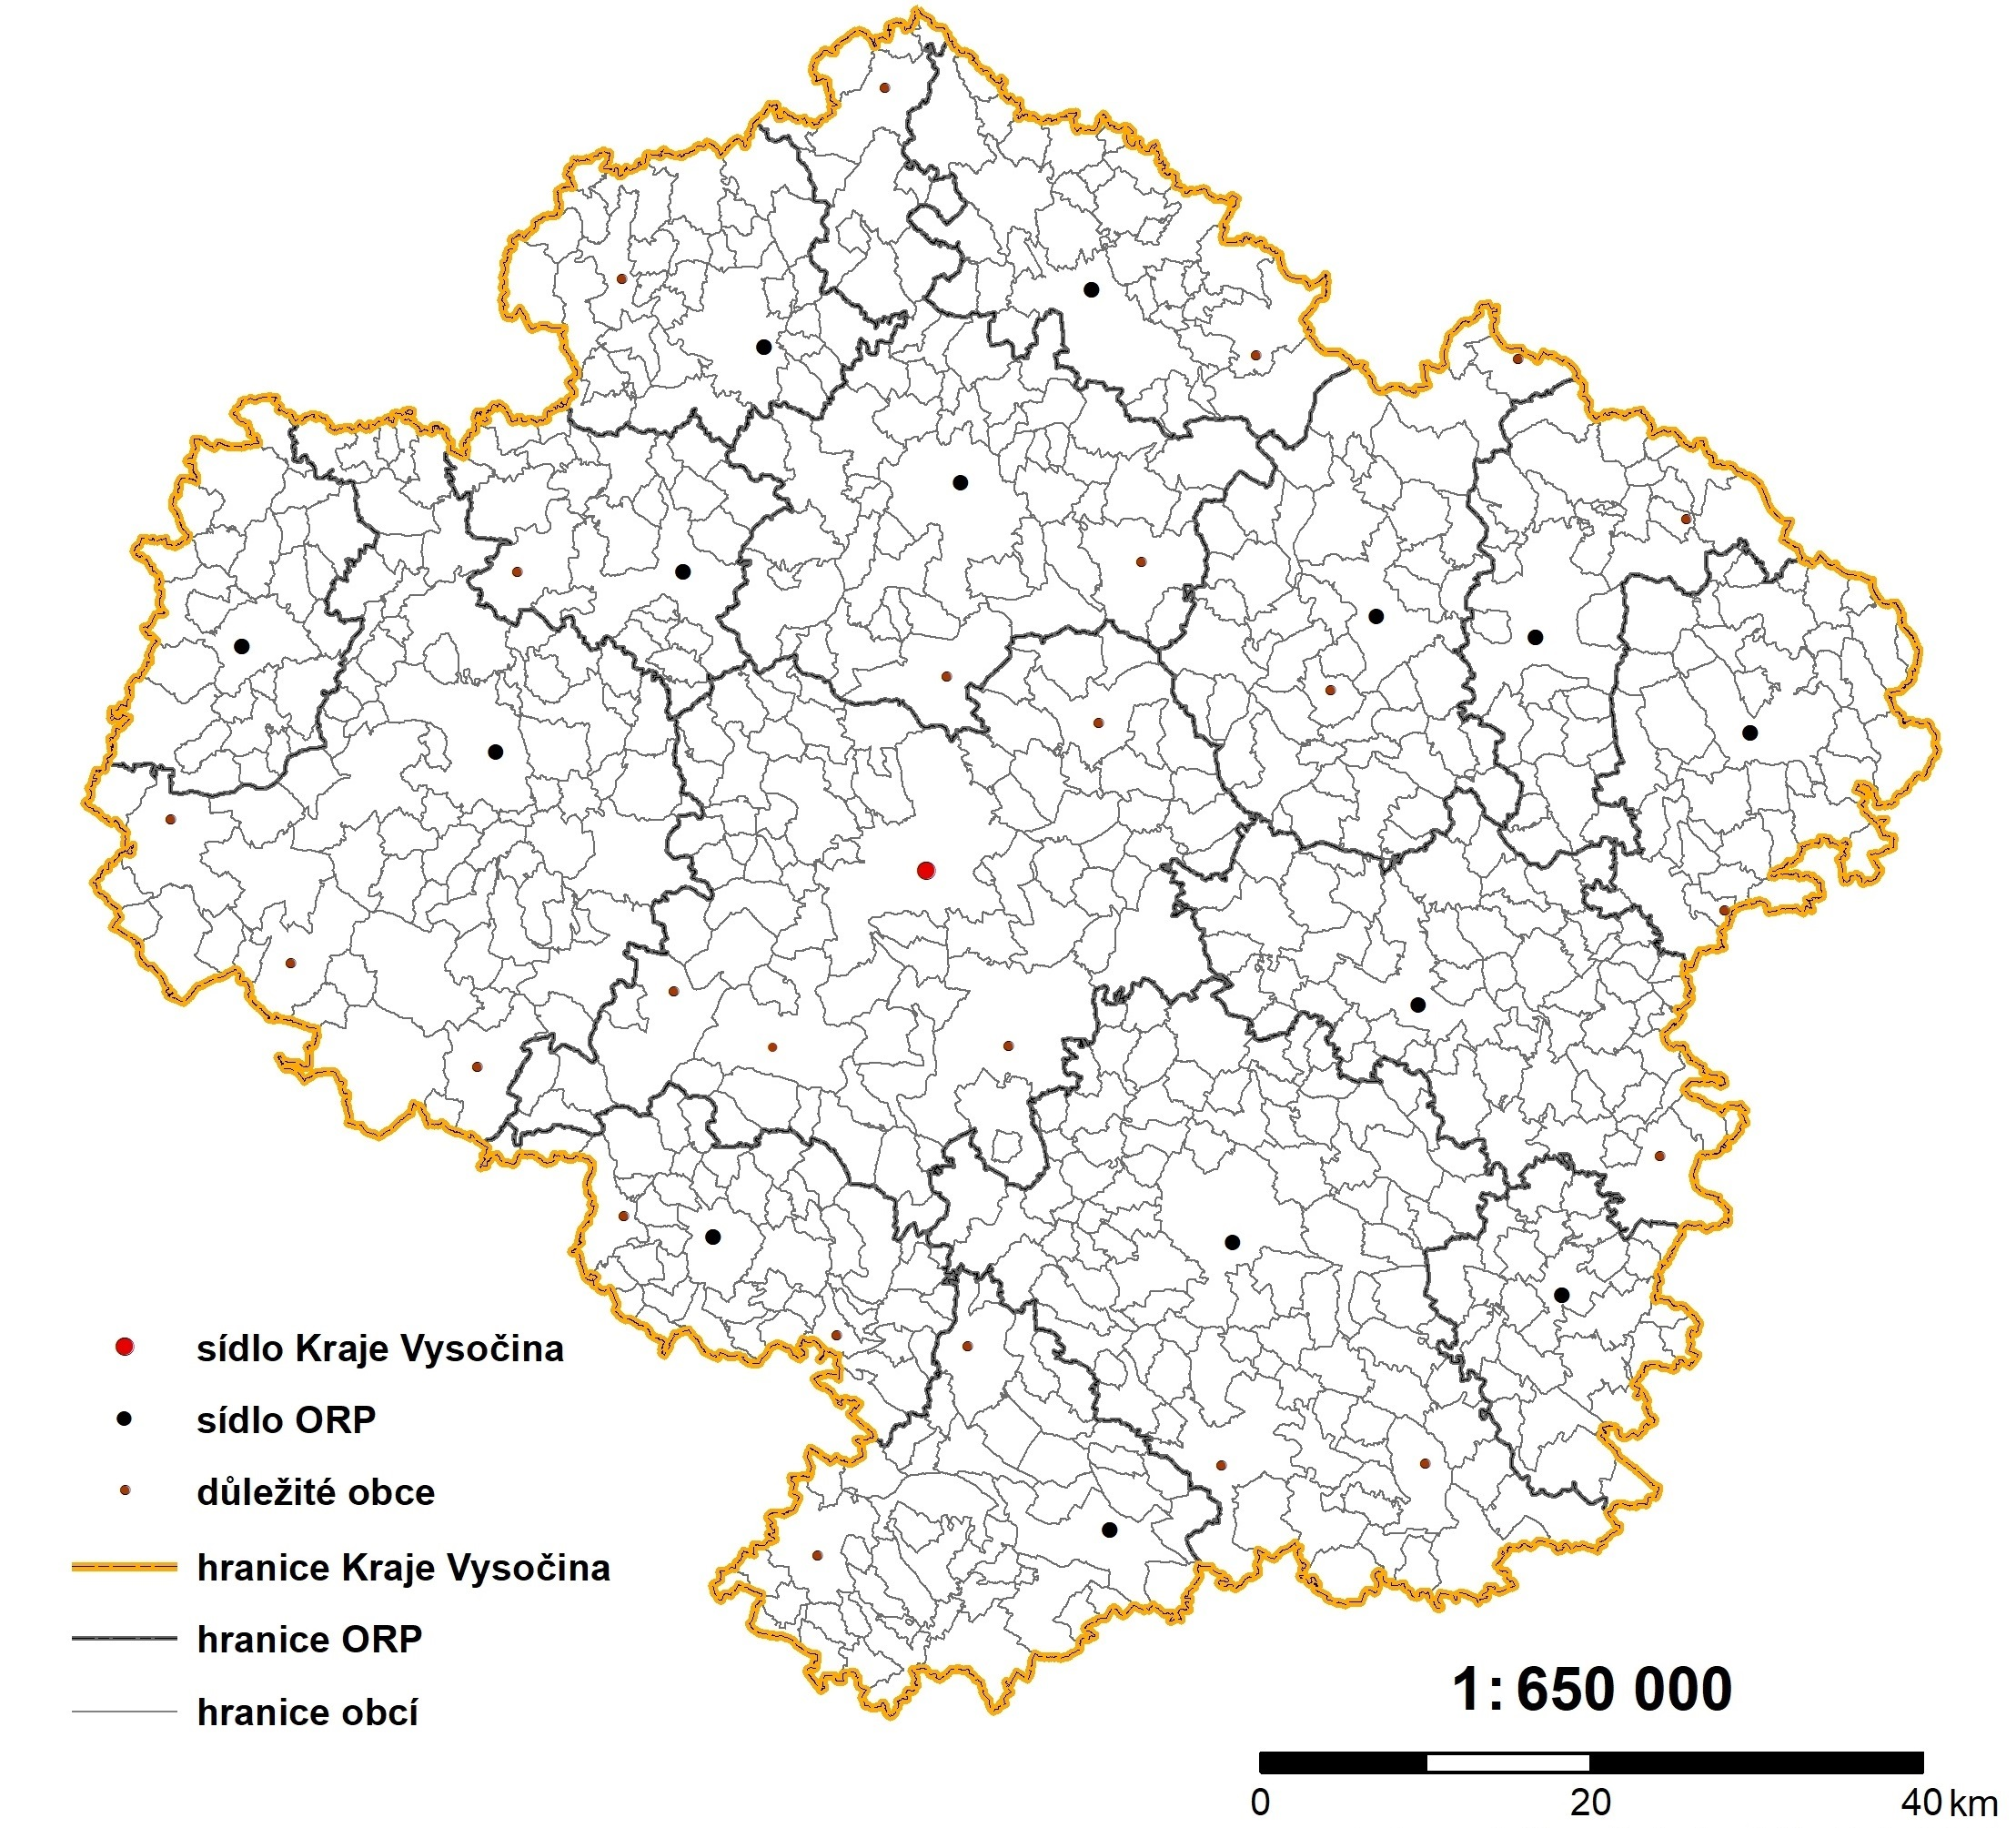 sídlo Kraje Vysočina
sídlo ORP
důležité obce
hranice Kraje Vysočina
hranice ORP
hranice obcí
1: 650 000
0 20 40 km